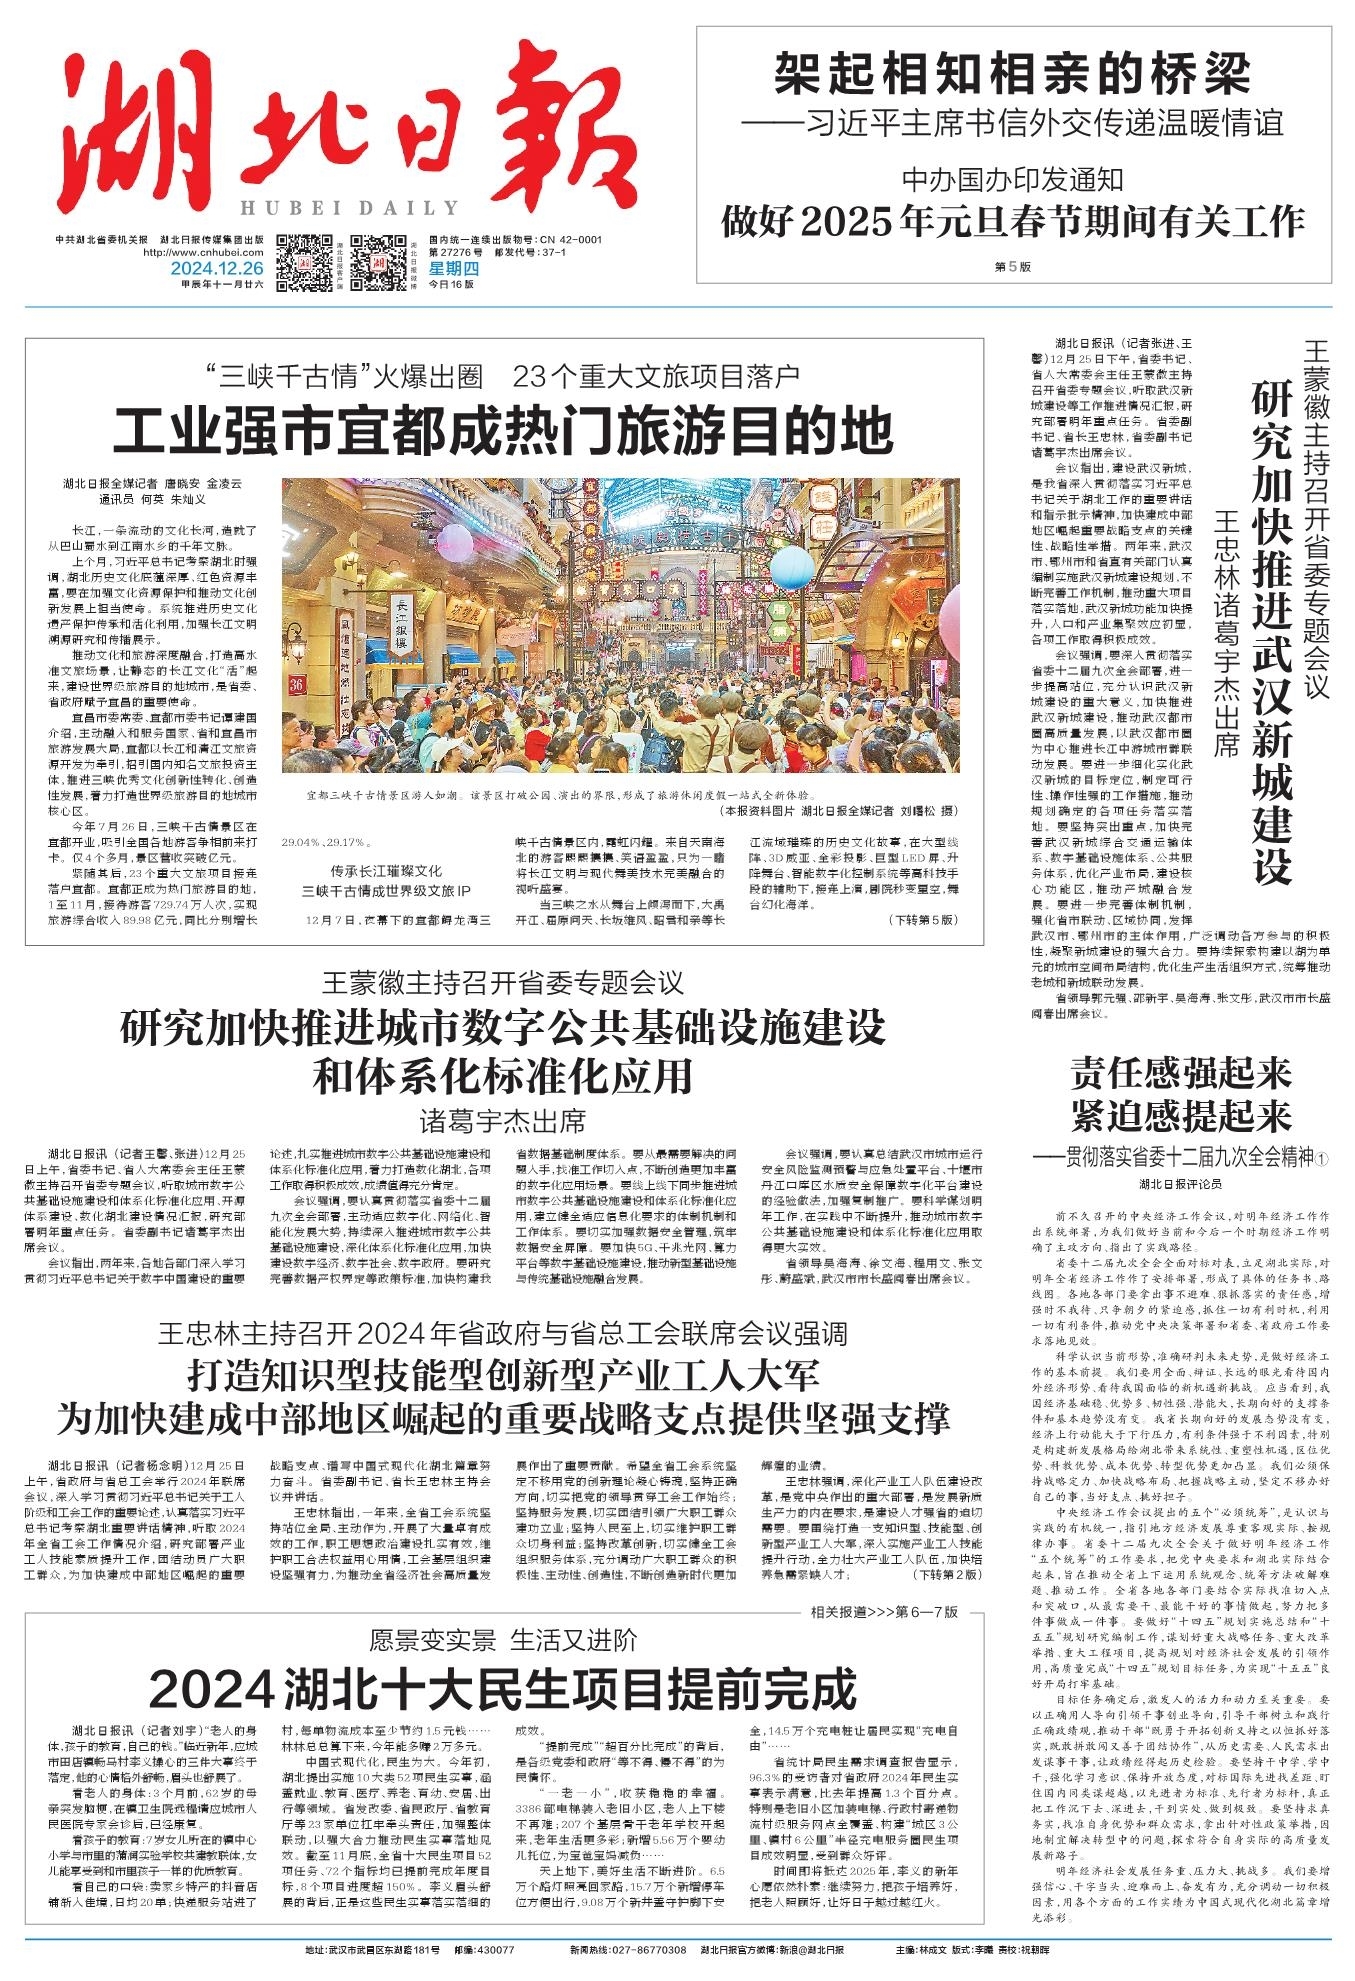 湖北日報
HUBEI DAILY
中共湖北省委机关报 湖北日报传媒集团出版
http://www.cnhubei.com
2024.12.26
甲辰年十一月廿六
湖北日报客户端
湖北日报微博
国内统一连续出版物号:CN 42-0001
第27276号 邮发代号:37-1
星期四
今日16版
架起相知相亲的桥梁
——习近平主席书信外交传递温暖情谊
中办国办印发通知
做好2025年元旦春节期间有关工作
第5版
“三峡千古情”火爆出圈 23个重大文旅项目落户
工业强市宜都成热门旅游目的地
湖北日报全媒记者 唐晓安 金凌云
通讯员 何英 朱灿义
长江,一条流动的文化长河,造就了
从巴山蜀水到江南水乡的千年文脉。
上个月,习近平总书记考察湖北时强
调,湖北历史文化底蕴深厚、红色资源丰
富,要在加强文化资源保护和推动文化创
新发展上担当使命。系统推进历史文化
遗产保护传承和活化利用,加强长江文明
溯源研究和传播展示。
推动文化和旅游深度融合,打造高水
准文旅场景,让静态的长江文化“活”起
来,建设世界级旅游目的地城市,是省委、
省政府赋予宜昌的重要使命。
宜昌市委常委、宜都市委书记谭建国
介绍,主动融入和服务国家、省和宜昌市
旅游发展大局,宜都以长江和清江文旅资
源开发为牵引,招引国内知名文旅投资主
体,推进三峡优秀文化创新性转化、创造
性发展,着力打造世界级旅游目的地城市
核心区。
今年7月26日,三峡千古情景区在
宜都开业,吸引全国各地游客争相前来打
卡。仅4个多月,景区营收突破亿元。
紧随其后,23个重大文旅项目接连
落户宜都。宜都正成为热门旅游目的地,
1至11月,接待游客729.74万人次,实现
旅游综合收入89.98亿元,同比分别增长
长江银楼
36
宜都三峡千古情景区游人如潮。该景区打破公园、演出的界限,形成了旅游休闲度假一站式全新体验。
(本报资料图片 湖北日报全媒记者 刘曙松 摄)
29.04%、29.17%。
传承长江璀璨文化
三峡千古情成世界级文旅IP
12月7日,夜幕下的宜都鲟龙湾三
峡千古情景区内,霓虹闪耀。来自天南海
北的游客熙熙攘攘、笑语盈盈,只为一睹
将长江文明与现代舞美技术完美融合的
视听盛宴。
当三峡之水从舞台上倾泻而下,大禹
开江、屈原问天、长坂雄风、昭君和亲等长
江流域璀璨的历史文化故事,在大型线
阵、3D威亚、全彩投影、巨型LED屏、升
降舞台、智能数字化控制系统等高科技手
段的辅助下,接连上演,剧院秒变星空,舞
台幻化海洋。
(下转第5版)
王蒙徽主持召开省委专题会议
研究加快推进武汉新城建设
王忠林诸葛宇杰出席
湖北日报讯(记者张进、王
馨)12月25日下午,省委书记、
省人大常委会主任王蒙徽主持
召开省委专题会议,听取武汉新
城建设等工作推进情况汇报,研
究部署明年重点任务。省委副
书记、省长王忠林,省委副书记
诸葛宇杰出席会议。
会议指出,建设武汉新城,
是我省深入贯彻落实习近平总
书记关于湖北工作的重要讲话
和指示批示精神,加快建成中部
地区崛起重要战略支点的关键
性、战略性举措。两年来,武汉
市、鄂州市和省直有关部门认真
编制实施武汉新城建设规划,不
断完善工作机制,推动重大项目
落实落地,武汉新城功能加快提
升,人口和产业集聚效应初显,
各项工作取得积极成效。
会议强调,要深入贯彻落实
省委十二届九次全会部署,进一
步提高站位,充分认识武汉新
城建设的重大意义,加快推进
武汉新城建设,推动武汉都市
圈高质量发展,以武汉都市圈
为中心推进长江中游城市群联
动发展。要进一步细化实化武
汉新城的目标定位,制定可行
性、操作性强的工作措施,推动
规划确定的各项任务落实落
地。要坚持突出重点,加快完
善武汉新城综合交通运输体
系、数字基础设施体系、公共服
务体系,优化产业布局,建设核
心功能区,推动产城融合发
展。要进一步完善体制机制,
强化省市联动、区域协同,发挥
武汉市、鄂州市的主体作用,广泛调动各方参与的积极
性,凝聚新城建设的强大合力。要持续探索构建以湖为单
元的城市空间布局结构,优化生产生活组织方式,统筹推动
老城和新城联动发展。
省领导郭元强、邵新宇、吴海涛、张文彤,武汉市市长盛
阅春出席会议。
王蒙徽主持召开省委专题会议
研究加快推进城市数字公共基础设施建设
和体系化标准化应用
诸葛宇杰出席
湖北日报讯(记者王馨、张进)12月25
日上午,省委书记、省人大常委会主任王蒙
徽主持召开省委专题会议,听取城市数字公
共基础设施建设和体系化标准化应用、开源
体系建设、数化湖北建设情况汇报,研究部
署明年重点任务。省委副书记诸葛宇杰出
席会议。
会议指出,两年来,各地各部门深入学习
贯彻习近平总书记关于数字中国建设的重要
论述,扎实推进城市数字公共基础设施建设和
体系化标准化应用,着力打造数化湖北,各项
工作取得积极成效,成绩值得充分肯定。
会议强调,要认真贯彻落实省委十二届
九次全会部署,主动适应数字化、网络化、智
能化发展大势,持续深入推进城市数字公共
基础设施建设,深化体系化标准化应用,加快
建设数字经济、数字社会、数字政府。要研究
完善数据产权界定等政策标准,加快构建我
省数据基础制度体系。要从最需要解决的问
题入手,找准工作切入点,不断创造更加丰富
的数字化应用场景。要线上线下同步推进城
市数字公共基础设施建设和体系化标准化应
用,建立健全适应信息化要求的体制机制和
工作体系。要切实加强数据安全管理,筑牢
数据安全屏障。要加快5G、千兆光网、算力
平台等数字基础设施建设,推动新型基础设施
与传统基础设施融合发展。
会议强调,要认真总结武汉市城市运行
安全风险监测预警与应急处置平台、十堰市
丹江口库区水质安全保障数字化平台建设
的经验做法,加强复制推广。要科学谋划明
年工作,在实践中不断提升,推动城市数字
公共基础设施建设和体系化标准化应用取
得更大实效。
省领导吴海涛、徐文海、程用文、张文
彤、蔚盛斌,武汉市市长盛阅春出席会议。
王忠林主持召开2024年省政府与省总工会联席会议强调
打造知识型技能型创新型产业工人大军
为加快建成中部地区崛起的重要战略支点提供坚强支撑
湖北日报讯(记者杨念明)12月25日
上午,省政府与省总工会举行2024年联席
会议,深入学习贯彻习近平总书记关于工人
阶级和工会工作的重要论述,认真落实习近平
总书记考察湖北重要讲话精神,听取2024
年全省工会工作情况介绍,研究部署产业
工人技能素质提升工作,团结动员广大职
工群众,为加快建成中部地区崛起的重要
战略支点、谱写中国式现代化湖北篇章努
力奋斗。省委副书记、省长王忠林主持会
议并讲话。
王忠林指出,一年来,全省工会系统坚
持站位全局、主动作为,开展了大量卓有成
效的工作,职工思想政治建设扎实有效,维
护职工合法权益用心用情,工会基层组织建
设坚强有力,为推动全省经济社会高质量发
展作出了重要贡献。希望全省工会系统坚
定不移用党的创新理论凝心铸魂,坚持正确
方向,切实把党的领导贯穿工会工作始终;
坚持服务发展,切实团结引领广大职工群众
建功立业;坚持人民至上,切实维护职工群
众切身利益;坚持改革创新,切实健全工会
组织服务体系,充分调动广大职工群众的积
极性、主动性、创造性,不断创造新时代更加
辉煌的业绩。
王忠林强调,深化产业工人队伍建设改
革,是党中央作出的重大部署,是发展新质
生产力的内在要求,是建设人才强省的迫切
需要。要围绕打造一支知识型、技能型、创
新型产业工人大军,深入实施产业工人技能
提升行动,全力壮大产业工人队伍,加快培
养急需紧缺人才;
(下转第2版)
责任感强起来
紧迫感提起来
——贯彻落实省委十二届九次全会精神①
湖北日报评论员
前不久召开的中央经济工作会议,对明年经济工作作
出系统部署,为我们做好当前和今后一个时期经济工作明
确了主攻方向、指出了实践路径。
省委十二届九次全会全面对标对表,立足湖北实际,对
明年全省经济工作作了安排部署,形成了具体的任务书、路
线图。各地各部门要拿出事不避难、狠抓落实的责任感,增
强时不我待、只争朝夕的紧迫感,抓住一切有利时机,利用
一切有利条件,推动党中央决策部署和省委、省政府工作要
求落地见效。
科学认识当前形势,准确研判未来走势,是做好经济工
作的基本前提。我们要用全面、辩证、长远的眼光看待国内
外经济形势、看待我国面临的新机遇新挑战。应当看到,我
国经济基础稳、优势多、韧性强、潜能大,长期向好的支撑条
件和基本趋势没有变。我省长期向好的发展态势没有变,
经济上行动能大于下行压力,有利条件强于不利因素,特别
是构建新发展格局给湖北带来系统性、重塑性机遇,区位优
势、科教优势、成本优势、转型优势更加凸显。我们必须保
持战略定力、加快战略布局、把握战略主动,坚定不移办好
自己的事,当好支点、挑好担子。
中央经济工作会议提出的五个“必须统筹”,是认识与
实践的有机统一,指引地方经济发展尊重客观实际、按规
律办事。省委十二届九次全会关于做好明年经济工作
“五个统筹”的工作要求,把党中央要求和湖北实际结合
起来,旨在推动全省上下运用系统观念、统筹方法破解难
题、推动工作。全省各地各部门要结合实际找准切入点
和突破口,从最需要干、最能干好的事情做起,努力把多
件事做成一件事。要做好“十四五”规划实施总结和“十
五五”规划研究编制工作,谋划好重大战略任务、重大改革
举措、重大工程项目,提高规划对经济社会发展的引领作
用,高质量完成“十四五”规划目标任务,为实现“十五五”良
好开局打牢基础。
目标任务确定后,激发人的活力和动力至关重要。要
以正确用人导向引领干事创业导向,引导干部树立和践行
正确政绩观,推动干部“既勇于开拓创新又持之以恒抓好落
实,既敢拼敢闯又善于团结协作”,从历史需要、人民需求出
发谋事干事,让政绩经得起历史检验。要坚持干中学、学中
干,强化学习意识、保持开放态度,对标国际先进找差距、盯
住国内同类谋超越,以先进者为标准、先行者为标杆,真正
把工作沉下去、深进去,干到实处、做到极致。要坚持求真
务实,找准自身优势和群众需求,拿出针对性政策举措,因
地制宜解决转型中的问题,探索符合自身实际的高质量发
展新路子。
明年经济社会发展任务重、压力大、挑战多。我们要增
强信心、干字当头、迎难而上、奋发有为,充分调动一切积极
因素,用各个方面的工作实绩为中国式现代化湖北篇章增
光添彩。
相关报道>>>第6—7版
愿景变实景 生活又进阶
2024湖北十大民生项目提前完成
湖北日报讯(记者刘宇)“老人的身
体,孩子的教育,自己的钱。”临近新年,应城
市田店镇畅马村李义操心的三件大事终于
落定,他的心情格外舒畅,眉头也舒展了。
看老人的身体:3个月前,62岁的母
亲突发脑梗,在镇卫生院远程请应城市人
民医院专家会诊后,已经康复。
看孩子的教育:7岁女儿所在的镇中心
小学与市里的蒲阳实验学校共建教联体,女
儿能享受到和市里孩子一样的优质教育。
看自己的口袋:卖家乡特产的抖音店
铺渐入佳境,日均20单;快递服务站进了
村,每单物流成本至少节约1.5元钱……
林林总总算下来,今年能多赚2万多元。
中国式现代化,民生为大。今年初,
湖北提出实施10大类52项民生实事,涵
盖就业、教育、医疗、养老、育幼、安居、出
行等领域。省发改委、省民政厅、省教育
厅等23家单位扛牢牵头责任,加强整体
联动,以强大合力推动民生实事落地见
效。截至11月底,全省十大民生项目52
项任务、72个指标均已提前完成年度目
标,8个项目进度超150%。李义眉头舒
展的背后,正是这些民生实事落实落细的
成效。
“提前完成”“超百分比完成”的背后,
是各级党委和政府“等不得、慢不得”的为
民情怀。
“一老一小”,收获稳稳的幸福。
3386部电梯装入老旧小区,老人上下楼
不再难;207个基层骨干老年学校开起
来,老年生活更多彩;新增5.56万个婴幼
儿托位,为宝爸宝妈减负……
天上地下,美好生活不断进阶。6.5
万个路灯照亮回家路,15.7万个新增停车
位方便出行,9.08万个新井盖守护脚下安
全,14.5万个充电桩让居民实现“充电自
由”……
省统计局民生需求调查报告显示,
96.3%的受访者对省政府2024年民生实
事表示满意,比去年提高1.3个百分点。
特别是老旧小区加装电梯、行政村寄递物
流村级服务网点全覆盖、构建“城区3公
里、镇村6公里”半径充电服务圈民生项
目成效明显,受到群众好评。
时间即将抵达2025年,李义的新年
心愿依然朴素:继续努力,把孩子培养好,
把老人照顾好,让好日子越过越红火。
地址:武汉市武昌区东湖路181号 邮编:430077 新闻热线:027-86770308 湖北日报官方微博:新浪@湖北日报 主编:林成文 版式:李曦 责校:祝朝晖